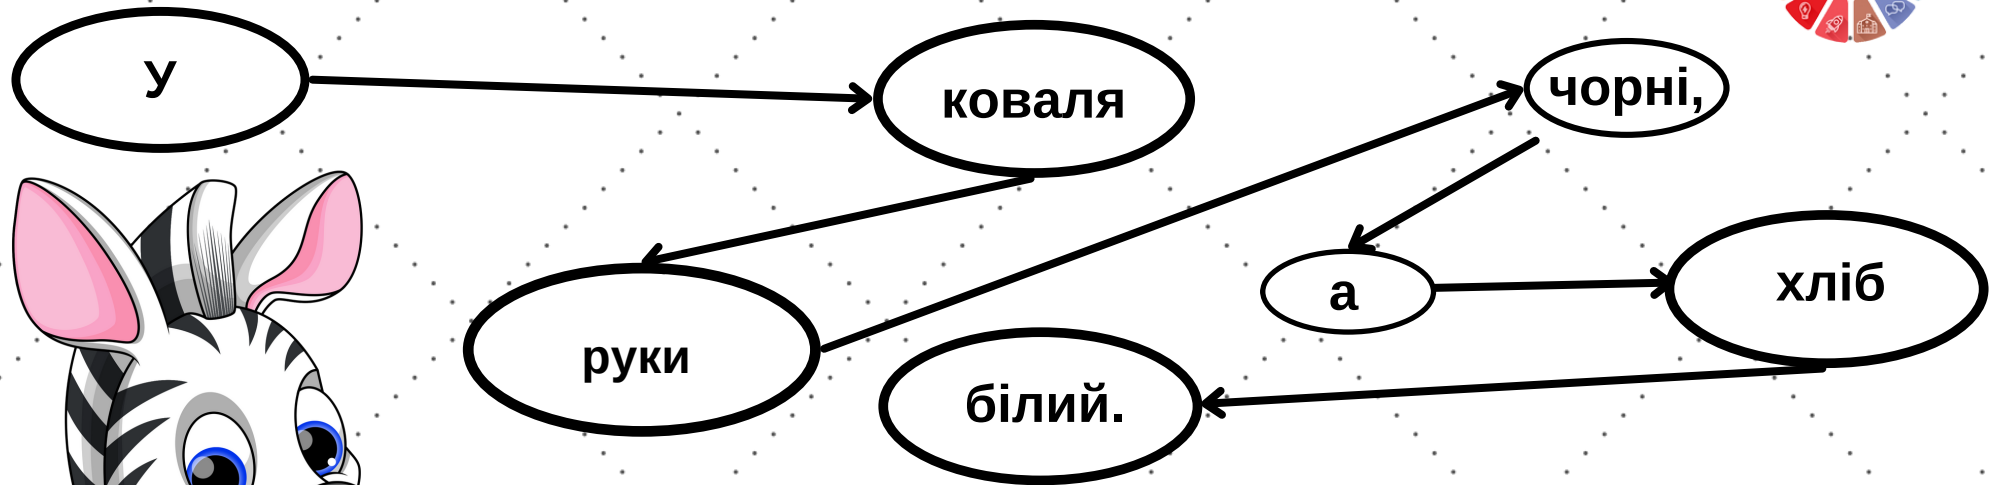 У
коваля
руки
чорні,
а
хліб
білий.